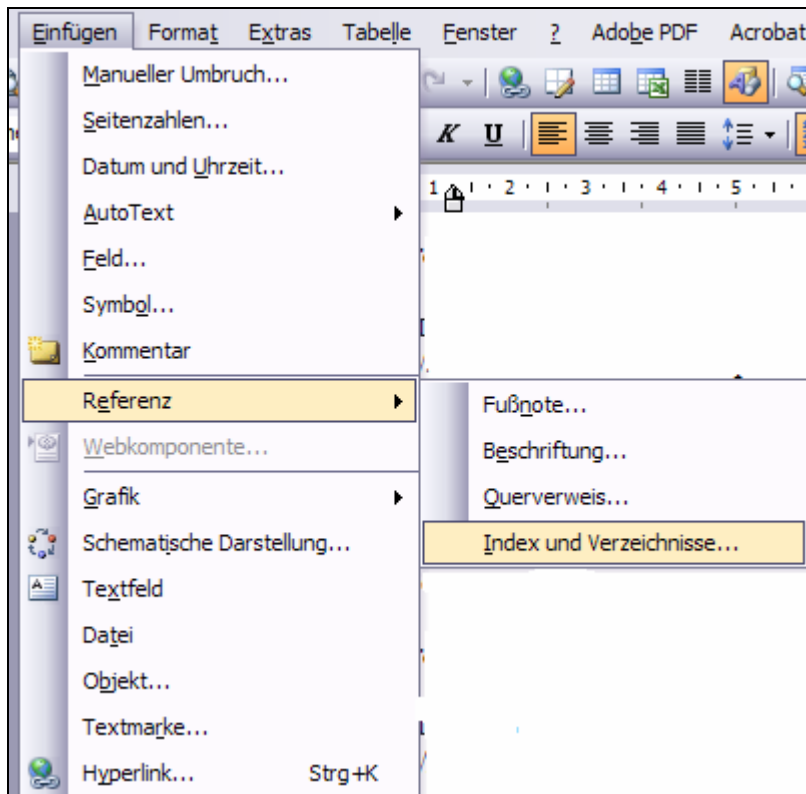 Einfügen Format Extras Tabelle Fenster ? Adobe PDF Acrobat
Manueller Umbruch...
Seitenzahlen...
K U
Datum und Uhrzeit...
1 2 3 4 5
AutoText
Feld...
Symbol...
Kommentar
Referenz
Fußnote...
Webkomponente...
Beschriftung...
Grafik
Querverweis...
Schematische Darstellung...
Index und Verzeichnisse...
Textfeld
Datei
Objekt...
Textmarke...
Hyperlink... Strg+K